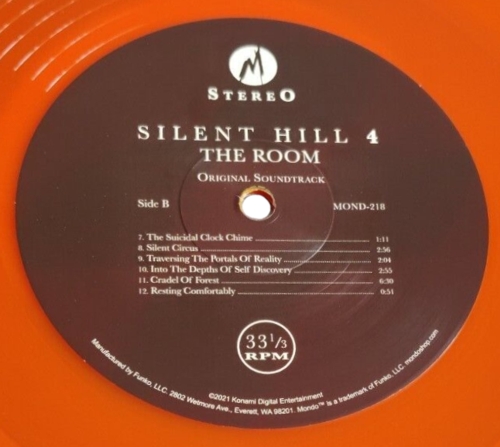 STEREO
SILENT HILL 4
THE ROOM
ORIGINAL SOUNDTRACK
Side B MOND-218
7. The Suicidal Clock Chime 1:11
8. Silent Circus 2:56
9. Traversing The Portals Of Reality 2:04
10. Into The Depths Of Self Discovery 2:55
11. Cradel Of Forest 6:30
12. Resting Comfortably 0:51
33 1/3
RPM
©2021 Konami Digital Entertainment
Manufactured by Funko, LLC. 2802 Wetmore Ave., Everett, WA 98201. Mondo™ is a trademark of Funko, LLC. mondoshop.com